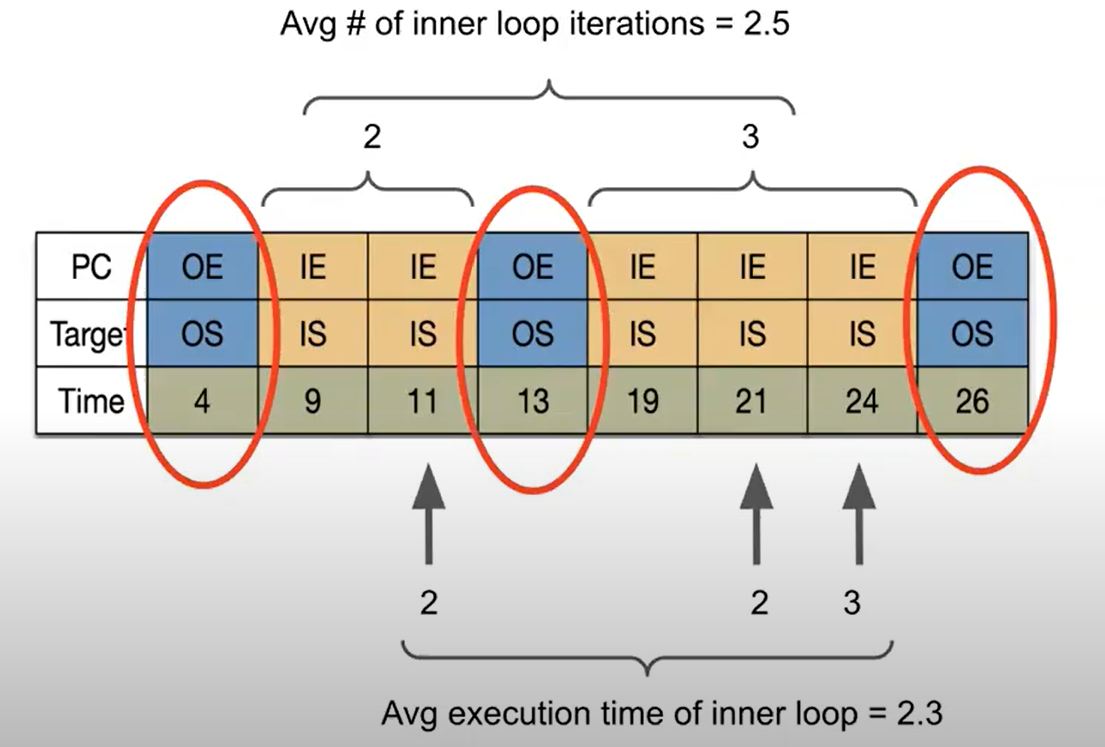 Avg # of inner loop iterations = 2.5
2 3
PC OE IE IE OE IE IE IE OE
Target OS IS IS OS IS IS IS OS
Time 4 9 11 13 19 21 24 26
2 2 3
Avg execution time of inner loop = 2.3